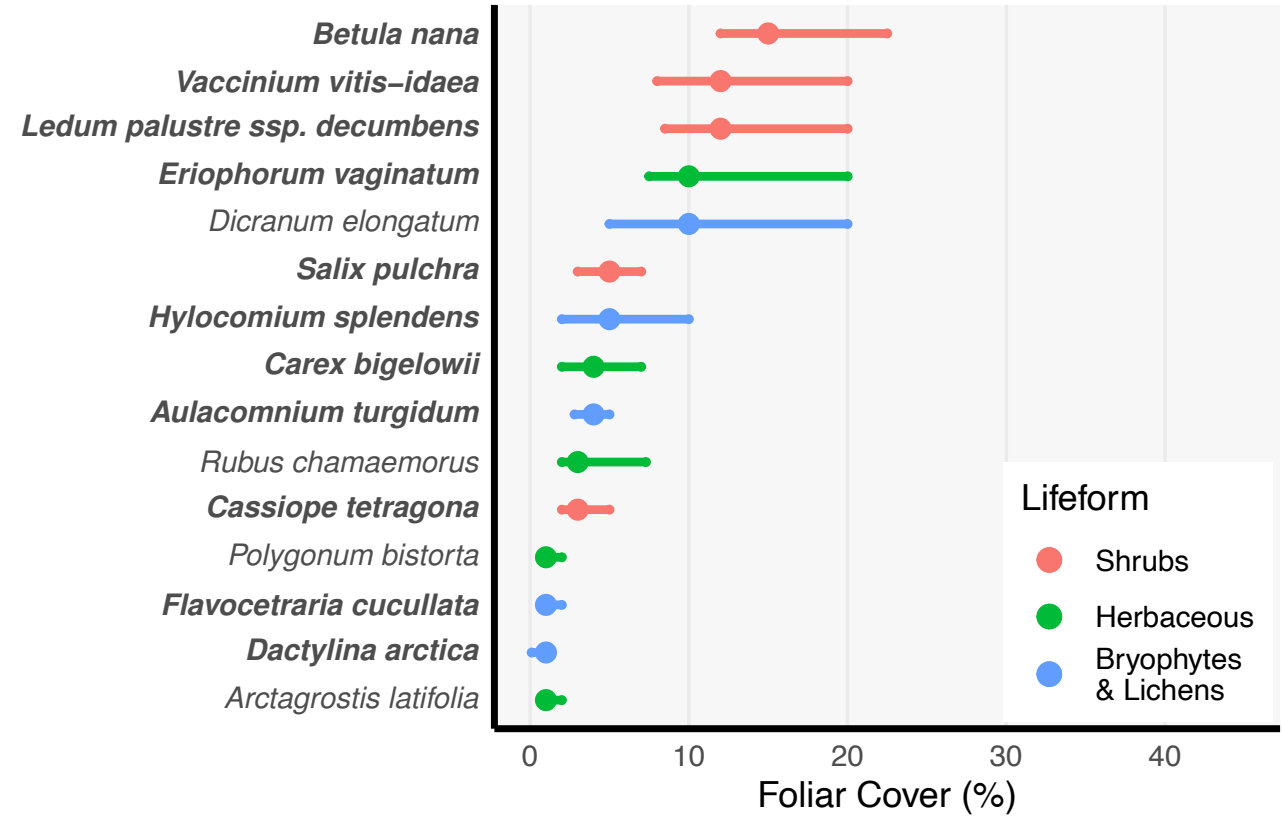 Betula nana
Vaccinium vitis−idaea
Ledum palustre ssp. decumbens
Eriophorum vaginatum
Dicranum elongatum
Salix pulchra
Hylocomium splendens
Carex bigelowii
Aulacomnium turgidum
Rubus chamaemorus
Cassiope tetragona
Polygonum bistorta
Flavocetraria cucullata
Dactylina arctica
Arctagrostis latifolia
Lifeform
Shrubs
Herbaceous
Bryophytes
& Lichens
0 10 20 30 40
Foliar Cover (%)